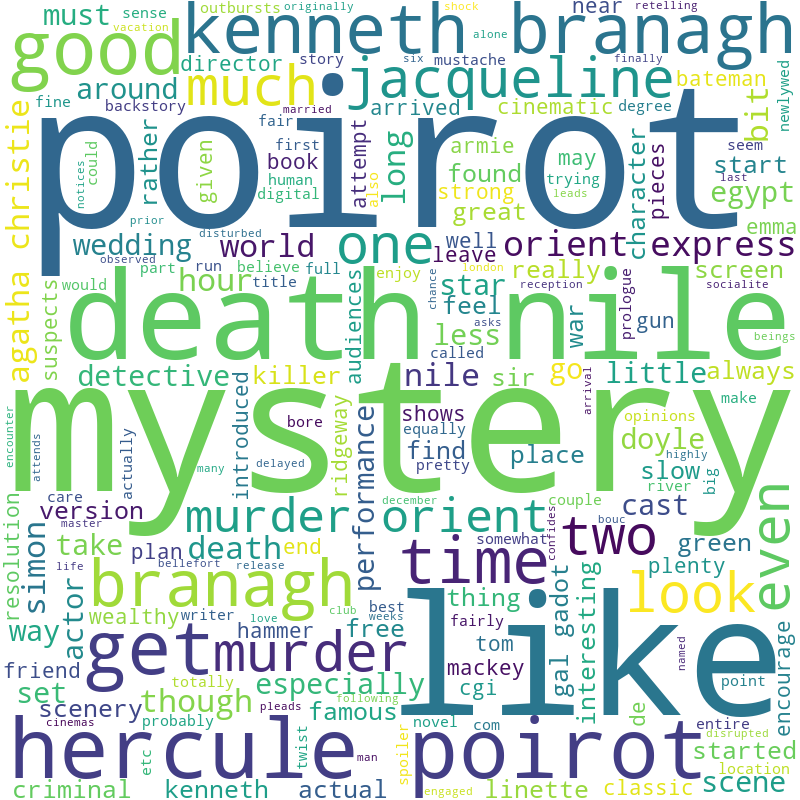 outbursts
originally
must
sense
good
kenneth branagh
near
shock
retelling
vacation
director
story
alone
six
mustache
finally
around
much
jacqueline
bateman
fine
backstory
married
arrived
cinematic
degree
newlywed
bit
agatha christie
notices
could
rather
given
fair
first
book
human
digital
attempt
also
long
armie
found
strong
great
may
trying
leads
character
pieces
start
seem
last
egypt
emma
poirot
prior
disturbed
observed
wedding
world
one
well
leave
orient express
part
run
title
believe
full
enjoy
london
reception
really
socialite
screen
would
hour
audiences
star
feel
chance
war
prologue
gun
beings
suspects
death nile
less
called
asks
arrival
detective
killer
nile
sir
go
little
always
mystery
bore
shows
equally
pretty
find
place
opinions
make
doyle
highly
encounter
attends
actually
introduced
many
delayed
ridgeway
performance
slow
river
big
resolution
care
version
master
murder orient
december
couple
cast
simon
take
plan
death
end
somewhat
confides
bouc
two
green
even
life
bellefort
release
time
plenty
branagh
way
actor
wealthy
writer
love
club
weeks
best
free
thing
look
hammer
fairly
gal gadot
interesting
encourage
friend
get
murder
tom
mackey
like
named
point
set
scenery
though
totally
especially
following
cgi
cinemas
probably
pleads
famous
novel
com
de
entire
disrupted
hercule poirot
etc
twist
man
spoiler
started
location
criminal
kenneth
actual
engaged
linette
classic
scene